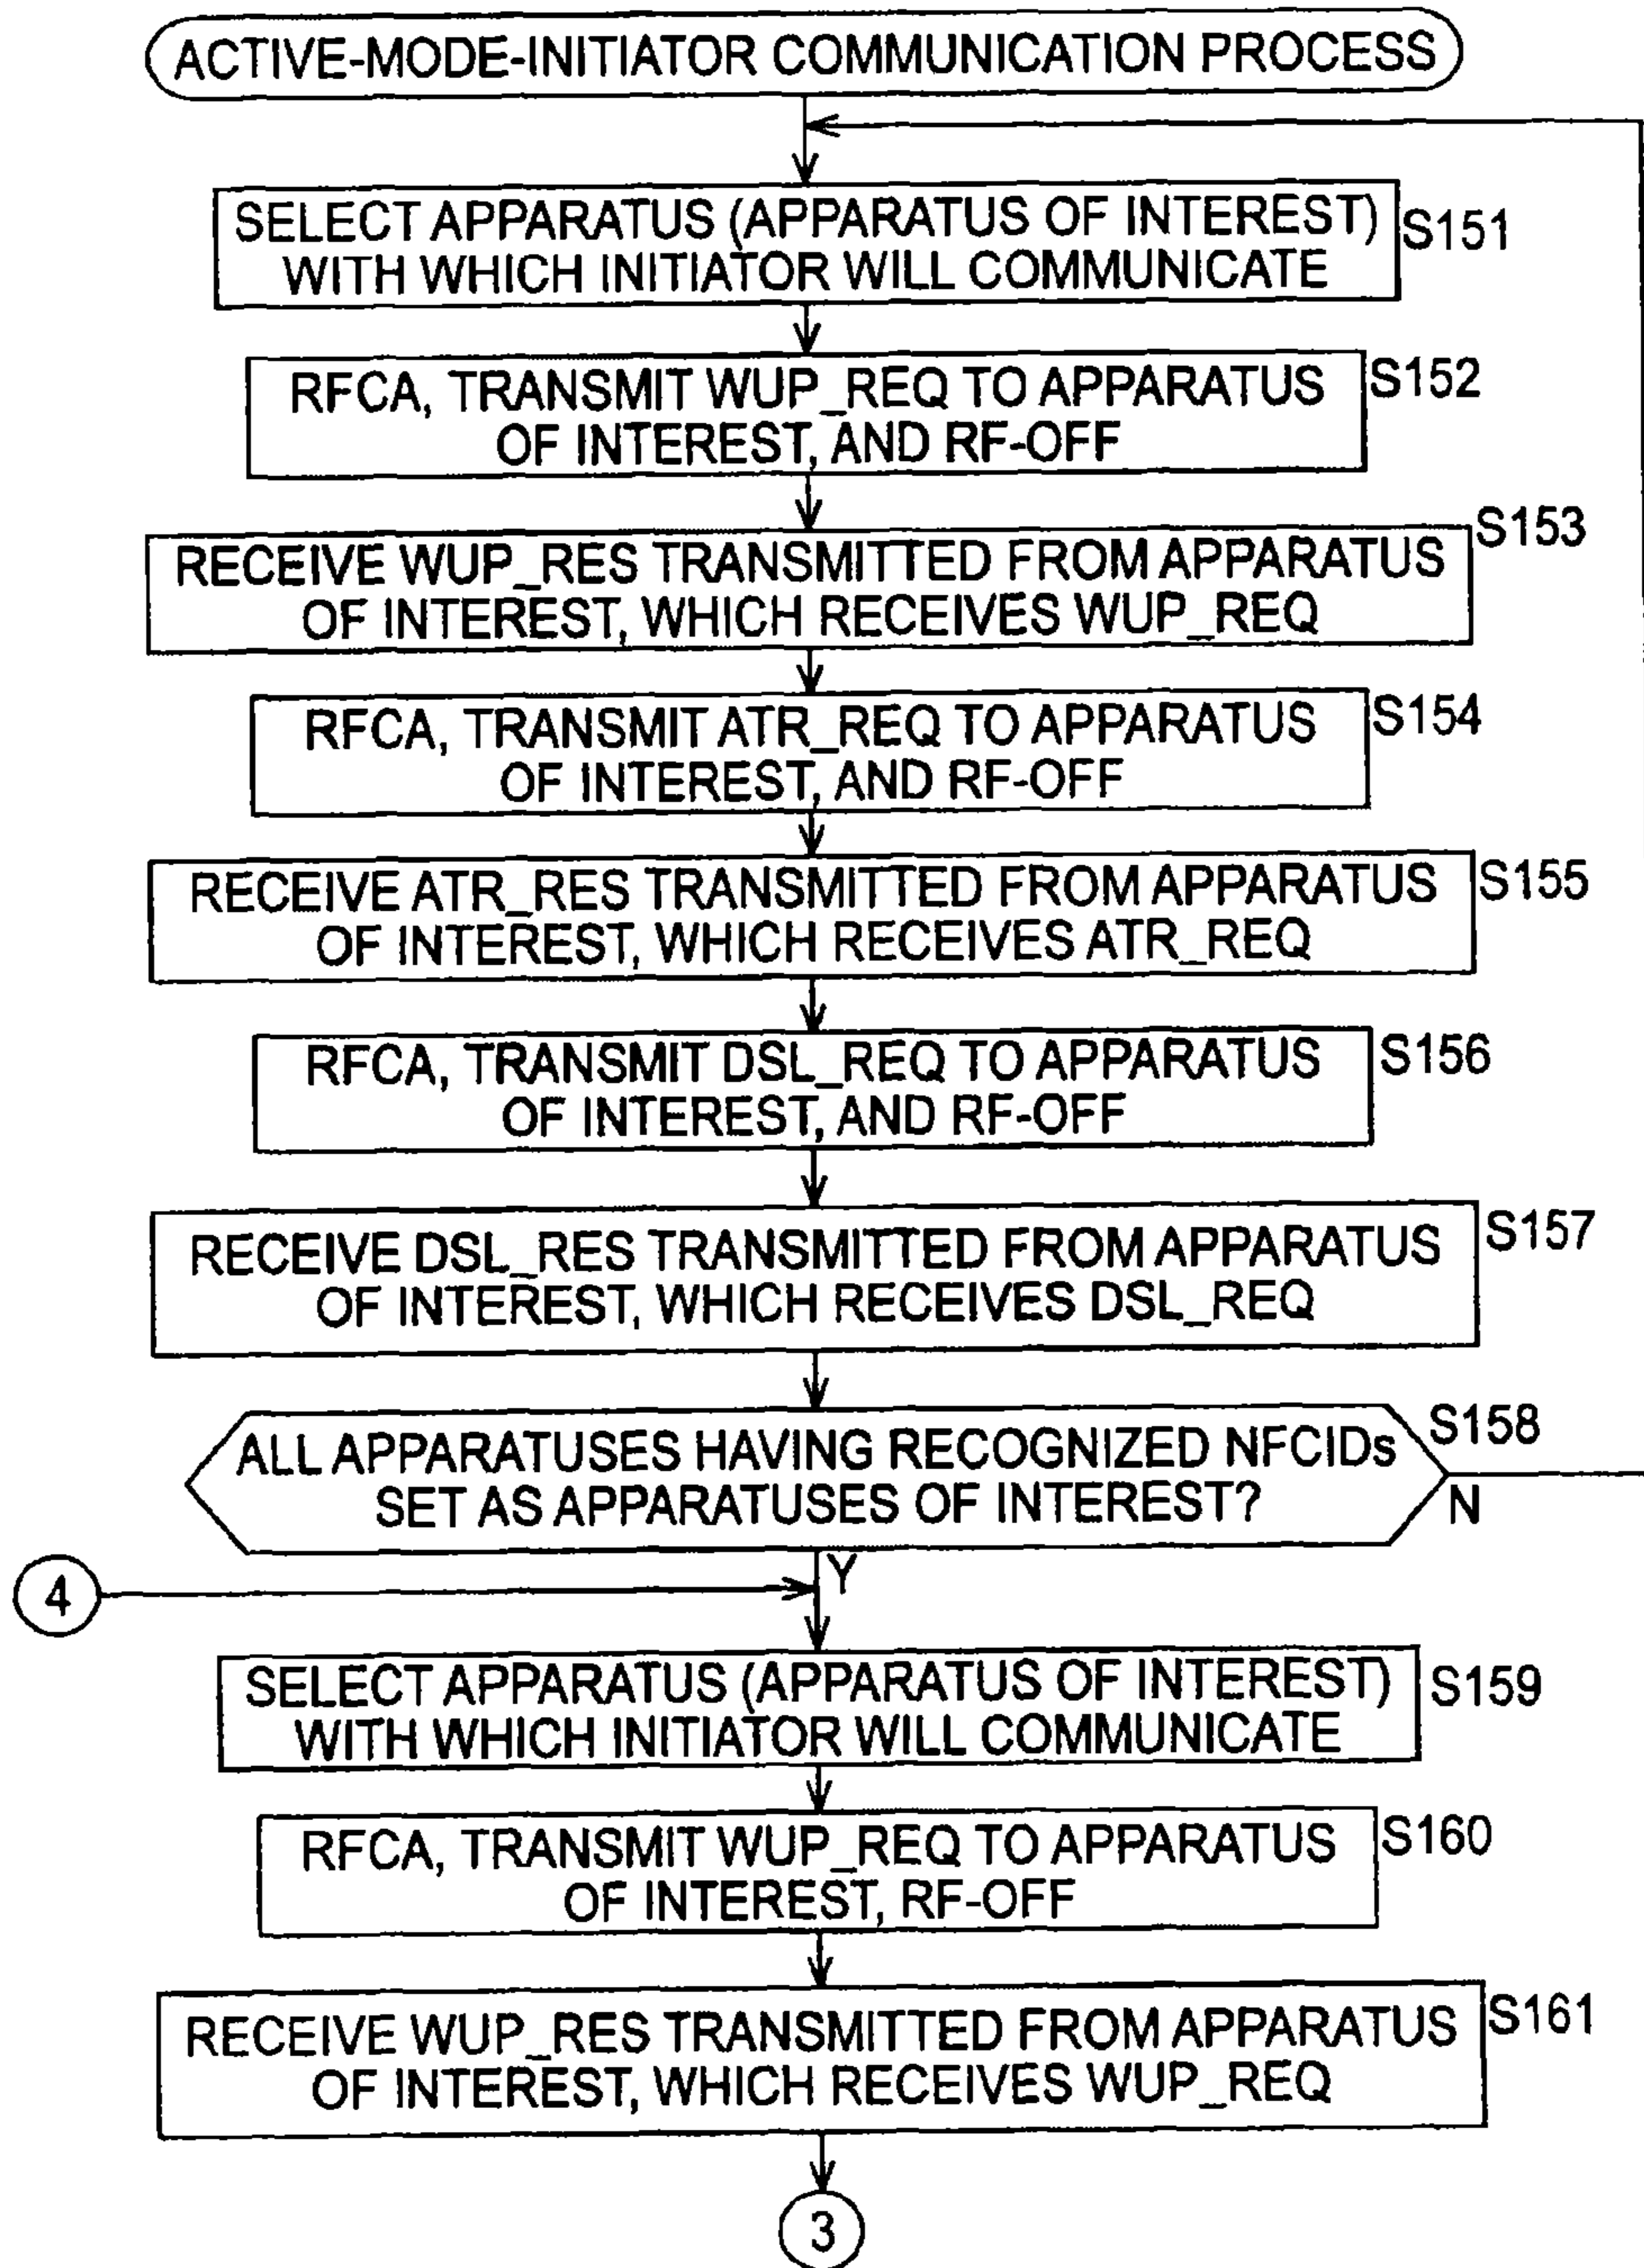 ACTIVE-MODE-INITIATOR COMMUNICATION PROCESS
SELECT APPARATUS (APPARATUS OF INTEREST)
WITH WHICH INITIATOR WILL COMMUNICATE
S151
RFCA, TRANSMIT WUP_REQ TO APPARATUS
OF INTEREST, AND RF-OFF
S152
RECEIVE WUP_RES TRANSMITTED FROM APPARATUS
OF INTEREST, WHICH RECEIVES WUP_REQ
S153
RFCA, TRANSMIT ATR_REQ TO APPARATUS
OF INTEREST, AND RF-OFF
S154
RECEIVE ATR_RES TRANSMITTED FROM APPARATUS
OF INTEREST, WHICH RECEIVES ATR_REQ
S155
RFCA, TRANSMIT DSL_REQ TO APPARATUS
OF INTEREST, AND RF-OFF
S156
RECEIVE DSL_RES TRANSMITTED FROM APPARATUS
OF INTEREST, WHICH RECEIVES DSL_REQ
S157
ALL APPARATUSES HAVING RECOGNIZED NFCIDs
SET AS APPARATUSES OF INTEREST?
S158
N
Y
4
SELECT APPARATUS (APPARATUS OF INTEREST)
WITH WHICH INITIATOR WILL COMMUNICATE
S159
RFCA, TRANSMIT WUP_REQ TO APPARATUS
OF INTEREST, RF-OFF
S160
RECEIVE WUP_RES TRANSMITTED FROM APPARATUS
OF INTEREST, WHICH RECEIVES WUP_REQ
S161
3